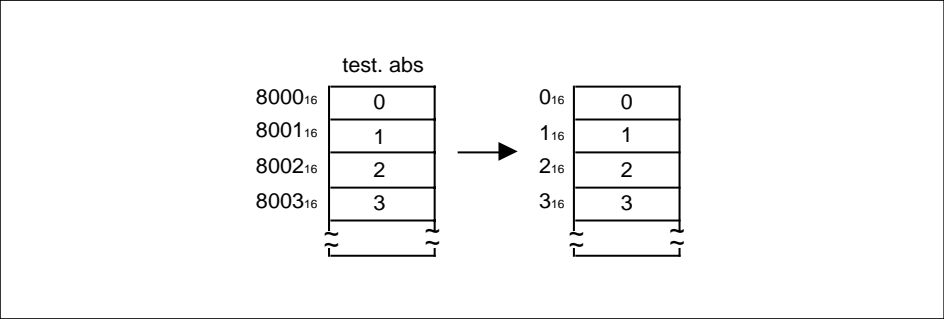 test. abs
8000₁₆ 0 0₁₆ 0
8001₁₆ 1 1₁₆ 1
8002₁₆ 2 2₁₆ 2
8003₁₆ 3 3₁₆ 3